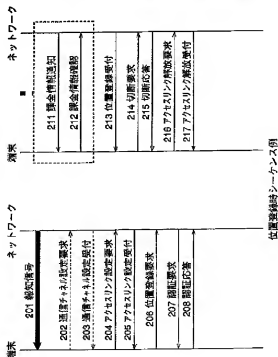 端末
ネットワーク
201 報知信号
202 通信チャネル設定要求
203 通信チャネル設定受付
204 アクセスリンク設定要求
205 アクセスリンク設定受付
206 位置登録要求
207 認証要求
208 認証応答
端末
ネットワーク
211 課金情報通知
212 課金情報確認
213 位置登録受付
214 切断要求
215 切断応答
216 アクセスリンク解放要求
217 アクセスリンク解放受付
位置登録時シーケンス例